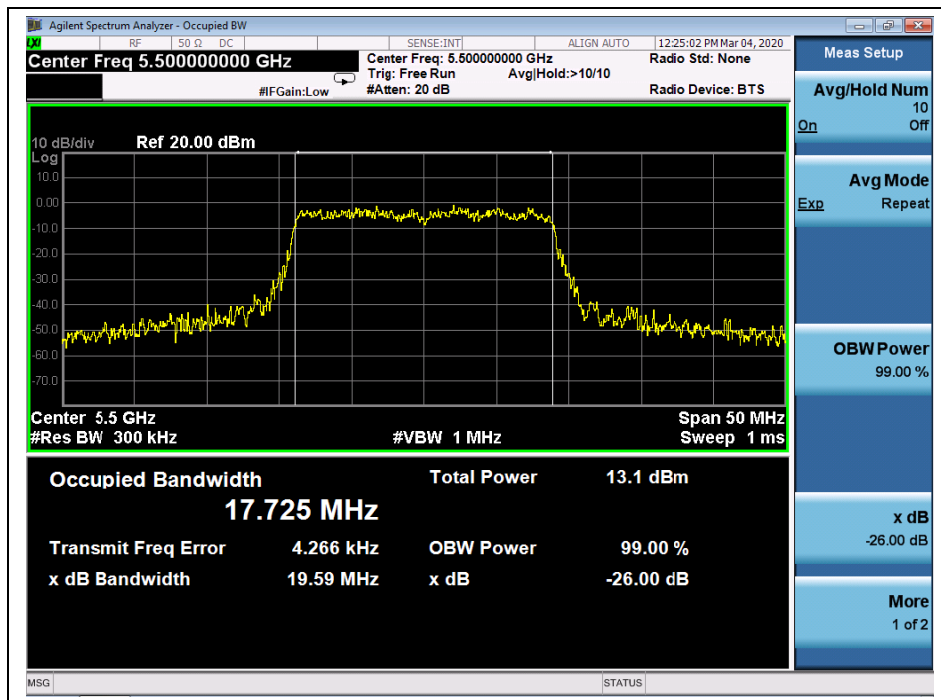 Agilent Spectrum Analyzer - Occupied BW
LXI RF 50 Ω DC SENSE:INT ALIGN AUTO 12:25:02 PM Mar 04, 2020
Center Freq 5.500000000 GHz
Center Freq: 5.500000000 GHz Radio Std: None
Trig: Free Run Avg|Hold:>10/10
#IFGain:Low #Atten: 20 dB Radio Device: BTS
10 dB/div Ref 20.00 dBm
Log
10.0
0.00
-10.0
-20.0
-30.0
-40.0
-50.0
-60.0
-70.0
Center 5.5 GHz Span 50 MHz
#Res BW 300 kHz #VBW 1 MHz Sweep 1 ms
Occupied Bandwidth Total Power 13.1 dBm
17.725 MHz
Transmit Freq Error 4.266 kHz OBW Power 99.00 %
x dB Bandwidth 19.59 MHz x dB -26.00 dB
Meas Setup
Avg/Hold Num
10
On Off
Avg Mode
Exp Repeat
OBW Power
99.00 %
x dB
-26.00 dB
More
1 of 2
MSG STATUS